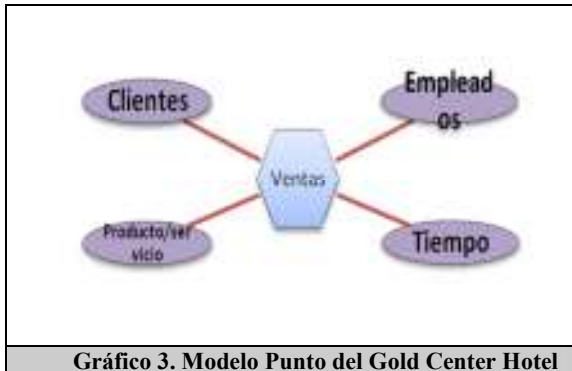 Clientes
Emplead
os
Ventas
Producto/ser
vicio
Tiempo
Gráfico 3. Modelo Punto del Gold Center Hotel